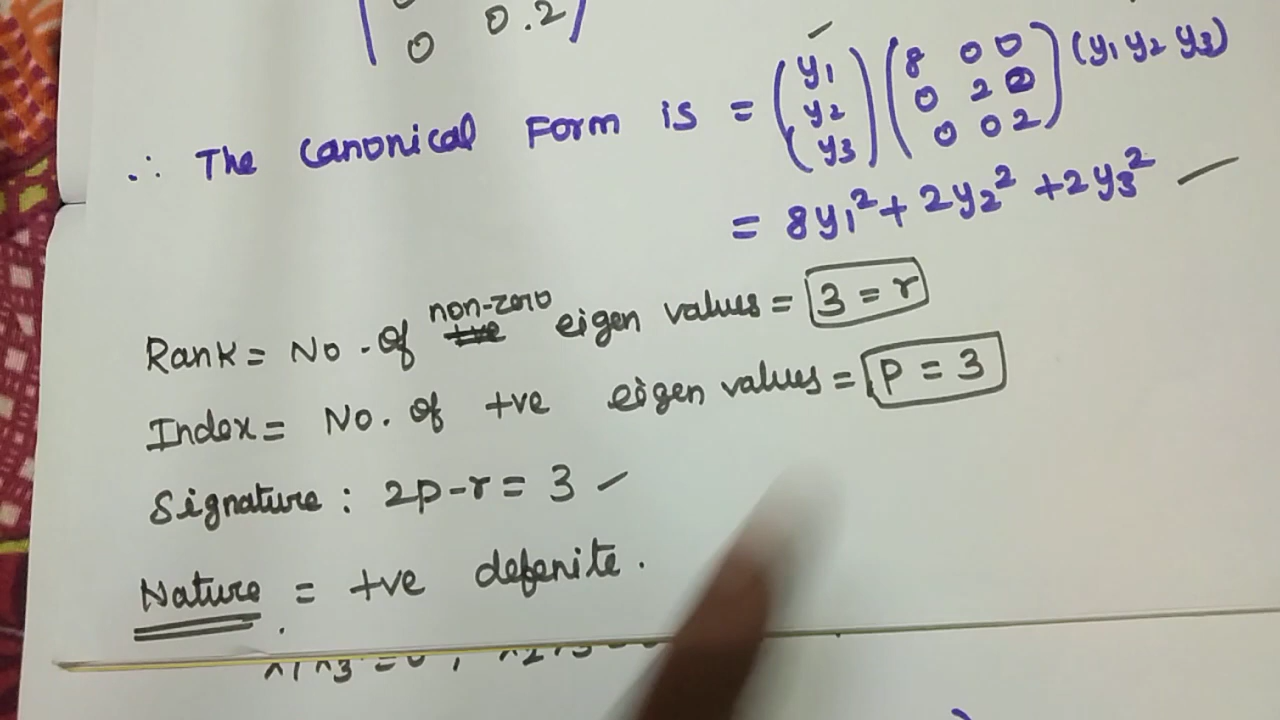 0 0.2
∴ The canonical Form is = (y1 y2 y3) (8 0 0 0 2 0 0 0 2) (y1 y2 y3)
= 8y1² + 2y2² + 2y3²
Rank = No. of non-zero eigen values = 3 = r
Index = No. of +ve eigen values = P = 3
Signature : 2p-r = 3
Nature = +ve defenite.